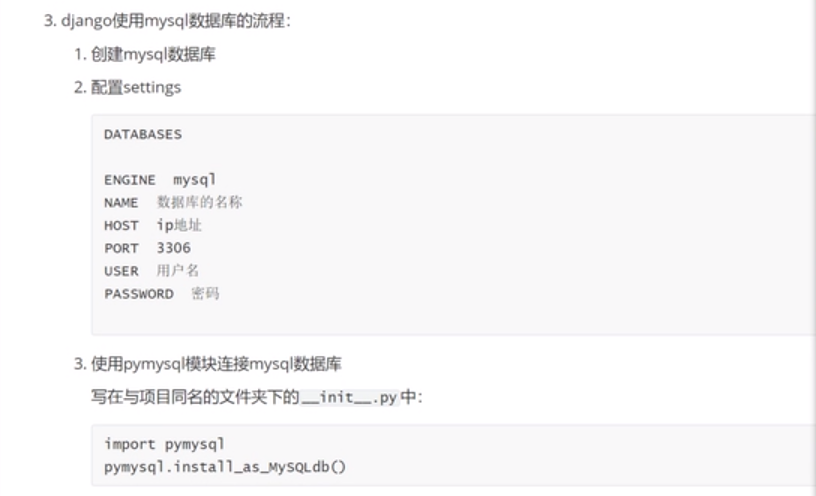 3. django使用mysql数据库的流程：
1. 创建mysql数据库
2. 配置settings
DATABASES
ENGINE mysql
NAME 数据库的名称
HOST ip地址
PORT 3306
USER 用户名
PASSWORD 密码
3. 使用pymysql模块连接mysql数据库
写在与项目同名的文件夹下的__init__.py中：
import pymysql
pymysql.install_as_MySQLdb()